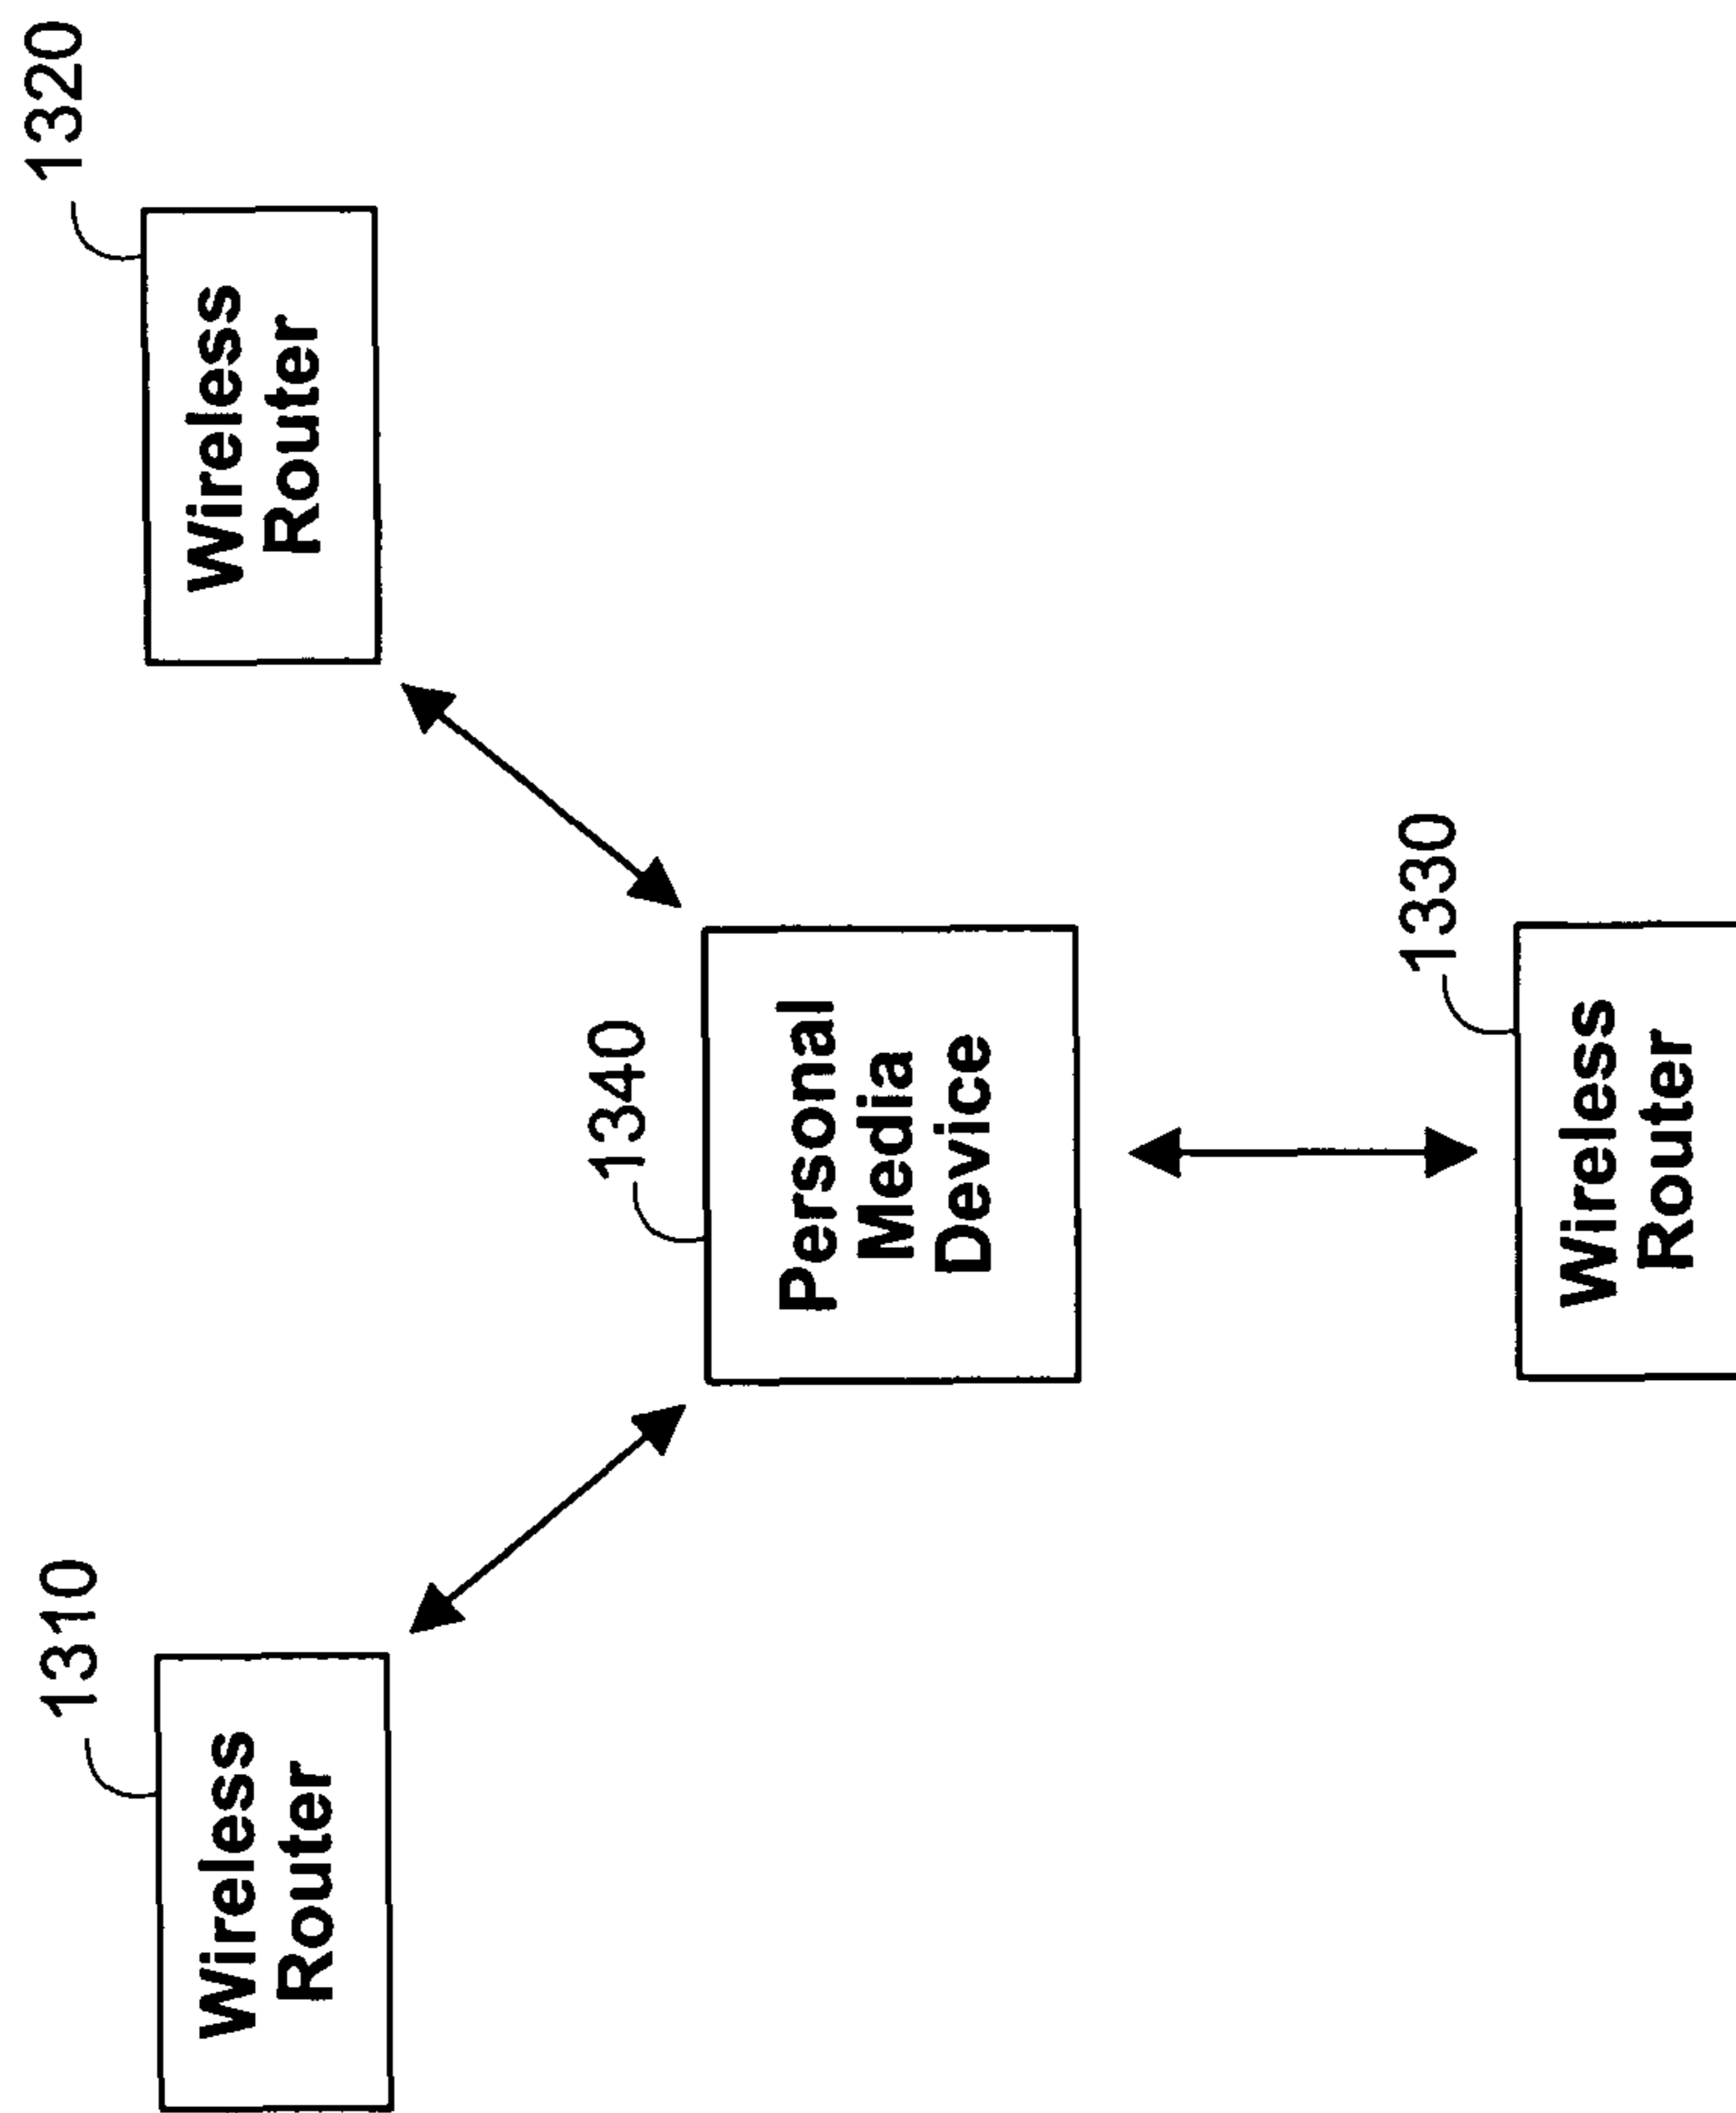 1310
Wireless
Router
1320
Wireless
Router
1340
Personal
Media
Device
1330
Wireless
Router